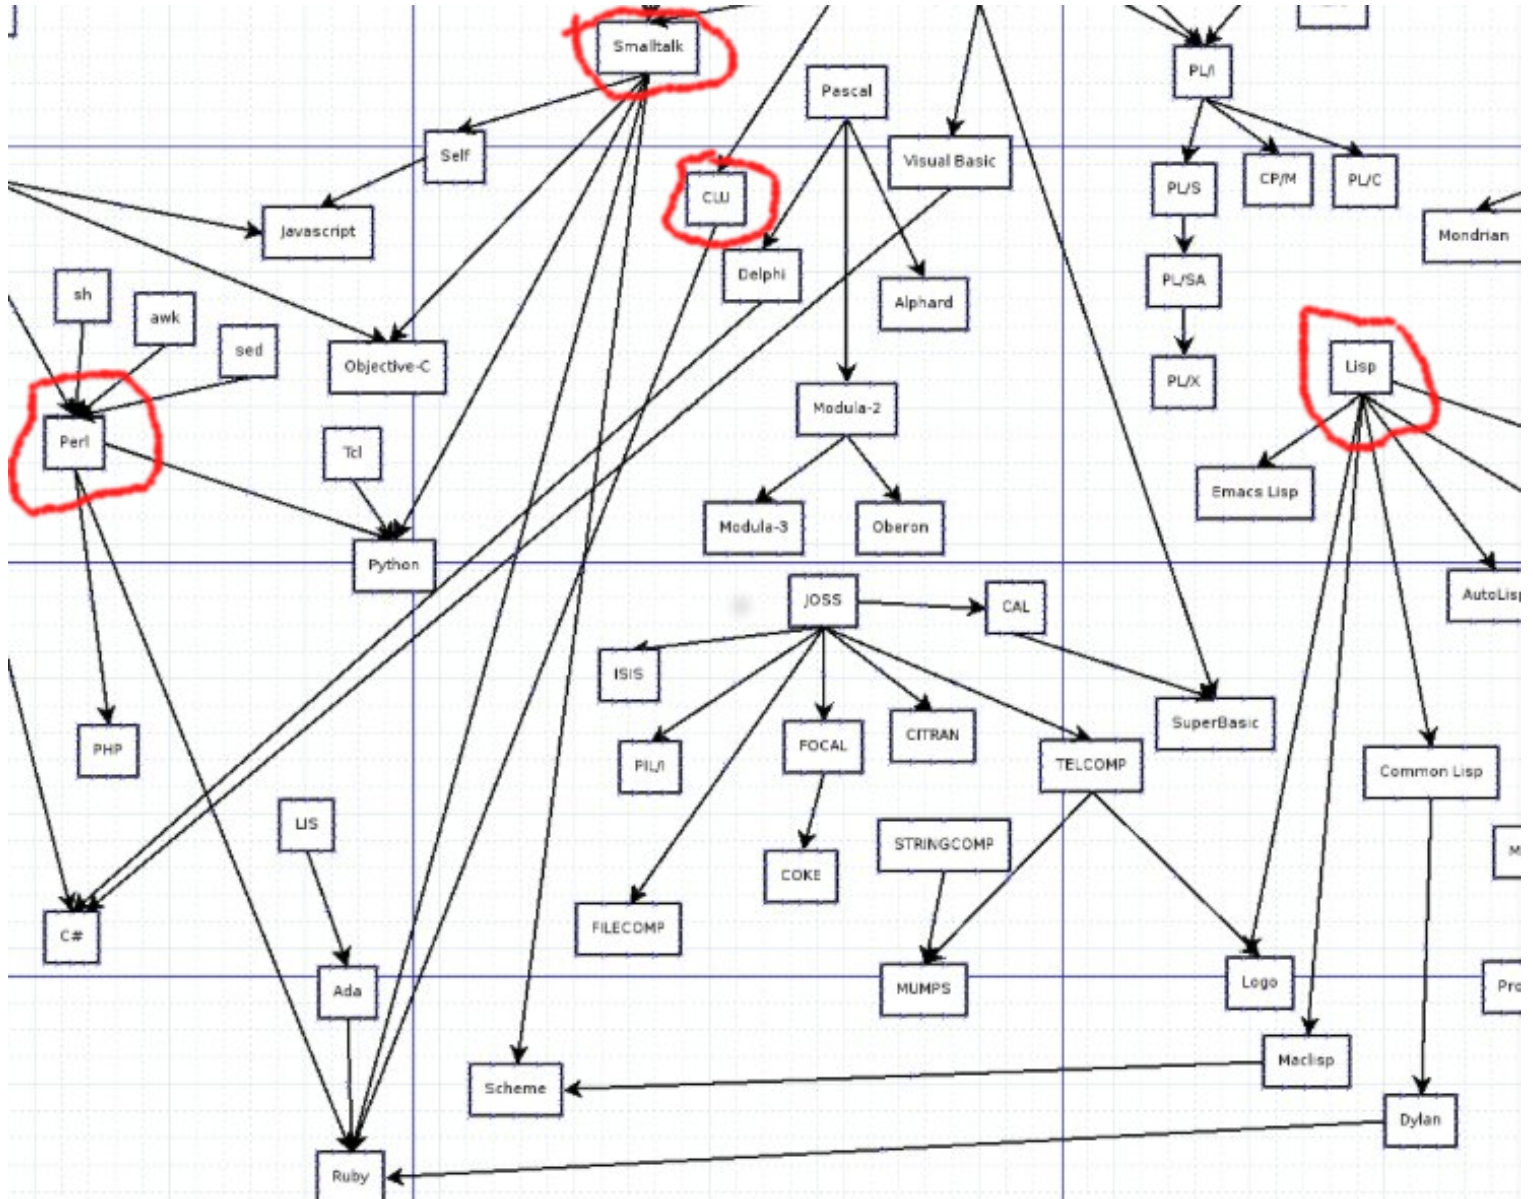 Smalltalk
PL/I
Pascal
Self
Visual Basic
CLU
PL/S
CP/M
PL/C
Javascript
Mondrian
Delphi
PL/SA
sh
awk
Alphard
sed
Objective-C
Lisp
PL/X
Modula-2
Perl
Tcl
Emacs Lisp
Modula-3
Oberon
Python
JOSS
CAL
AutoLisp
ISIS
SuperBasic
FOCAL
CITRAN
PHP
PIL/I
TELCOMP
Common Lisp
LIS
STRINGCOMP
COKE
C#
FILECOMP
Ada
MUMPS
Logo
Scheme
Maclisp
Dylan
Ruby